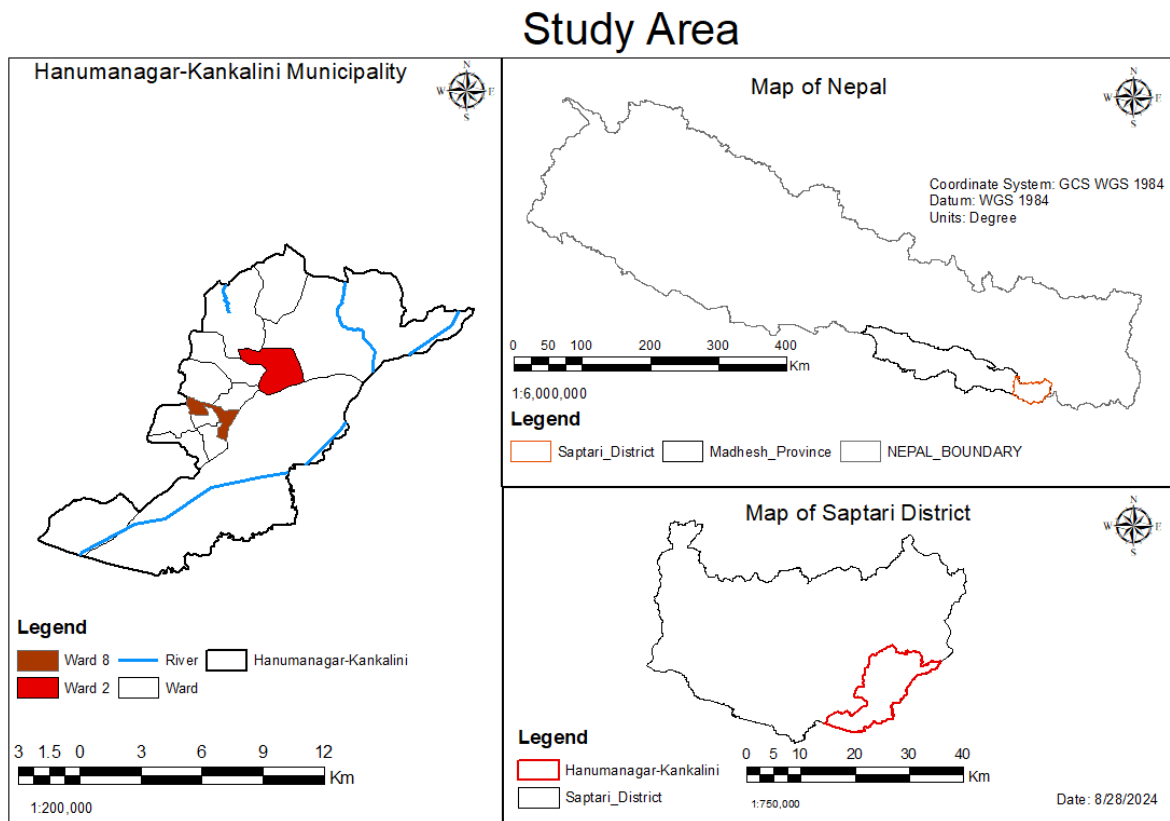 Study Area
Hanumanagar-Kankalini Municipality
N
W E
S
Legend
Ward 8 River Hanumanagar-Kankalini
Ward 2 Ward
3 1.5 0 3 6 9 12
Km
1:200,000
Map of Nepal
N
W E
S
Coordinate System: GCS WGS 1984
Datum: WGS 1984
Units: Degree
0 50 100 200 300 400
Km
1:6,000,000
Legend
Saptari_District Madhesh_Province NEPAL_BOUNDARY
Map of Saptari District
N
W E
S
Legend
Hanumanagar-Kankalini
Saptari_District
0 5 10 20 30 40
Km
1:750,000
Date: 8/28/2024